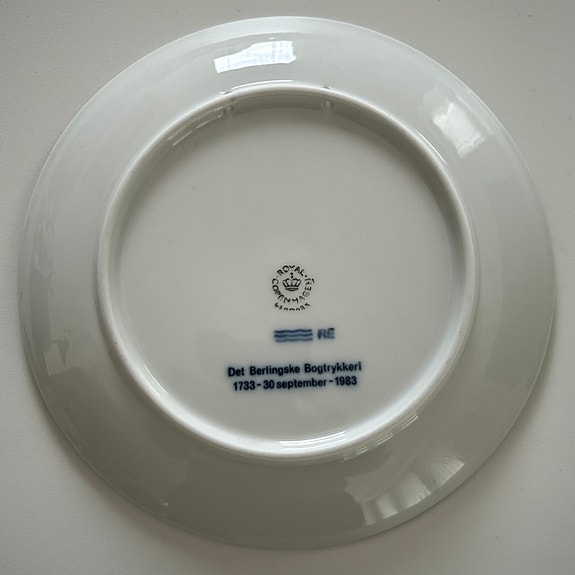 ROYAL
COPENHAGEN
DENMARK
RE
Det Berlingske Bogtrykkeri
1733-30 september-1983